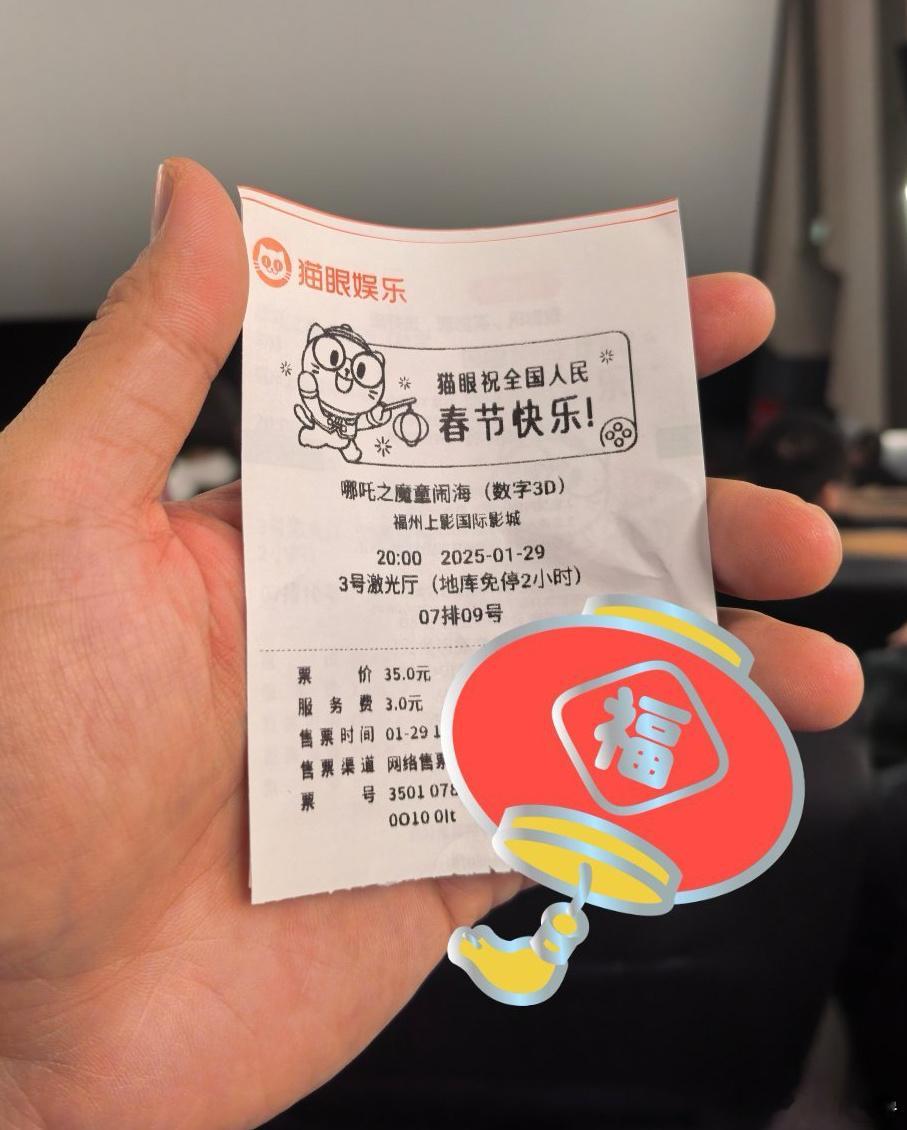 猫眼娱乐
猫眼祝全国人民
春节快乐!
哪吒之魔童闹海（数字3D）
福州上影国际影城
20:00 2025-01-29
3号激光厅（地库免停2小时）
07排09号
票 价 35.0元
服 务 费 3.0元
售票时间 01-29 1
售票渠道 网络售票
票 号 3501 078
0O10 0lt
福